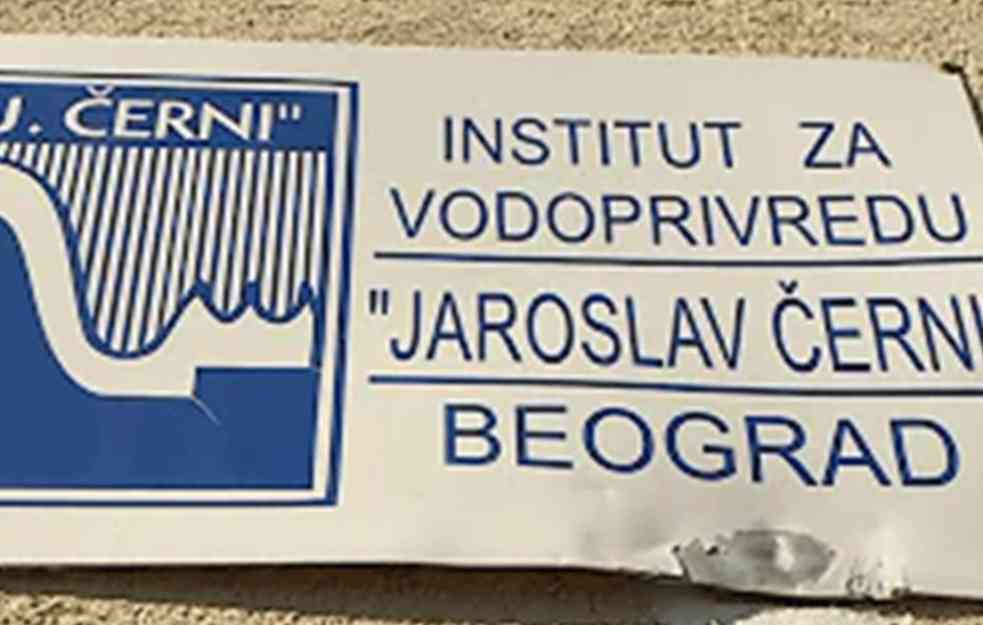 J. ČERNI"
INSTITUT ZA
VODOPRIVREDU
"JAROSLAV ČERNI
BEOGRAD